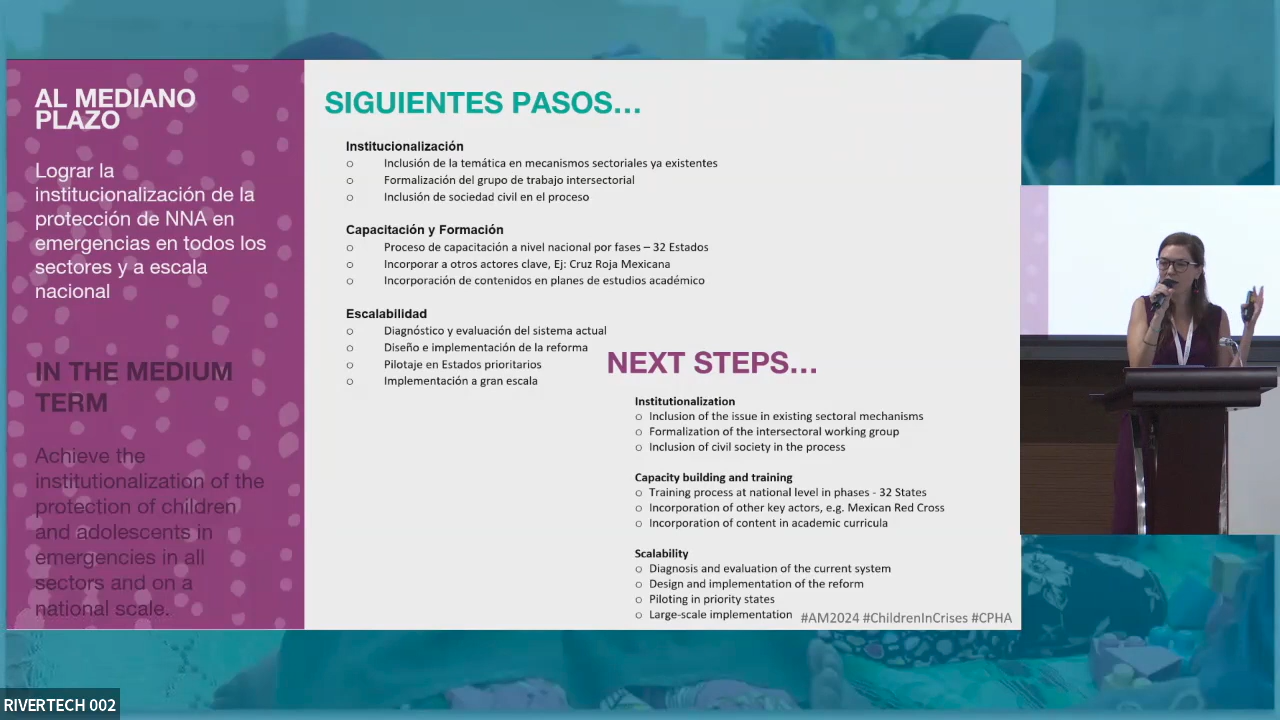 AL MEDIANO
PLAZO
Lograr la
institucionalización de la
protección de NNA en
emergencias en todos los
sectores y a escala
nacional
IN THE MEDIUM
TERM
Achieve the
institutionalization of the
protection of children
and adolescents in
emergencies in all
sectors and on a
national scale.
SIGUIENTES PASOS...
Institucionalización
o Inclusión de la temática en mecanismos sectoriales ya existentes
o Formalización del grupo de trabajo intersectorial
o Inclusión de sociedad civil en el proceso
Capacitación y Formación
o Proceso de capacitación a nivel nacional por fases – 32 Estados
o Incorporar a otros actores clave, Ej: Cruz Roja Mexicana
o Incorporación de contenidos en planes de estudios académico
Escalabilidad
o Diagnóstico y evaluación del sistema actual
o Diseño e implementación de la reforma
o Pilotaje en Estados prioritarios
o Implementación a gran escala
NEXT STEPS...
Institutionalization
o Inclusion of the issue in existing sectoral mechanisms
o Formalization of the intersectoral working group
o Inclusion of civil society in the process
Capacity building and training
o Training process at national level in phases - 32 States
o Incorporation of other key actors, e.g. Mexican Red Cross
o Incorporation of content in academic curricula
Scalability
o Diagnosis and evaluation of the current system
o Design and implementation of the reform
o Piloting in priority states
o Large-scale implementation
#AM2024 #ChildrenInCrises #CPHA
RIVERTECH 002